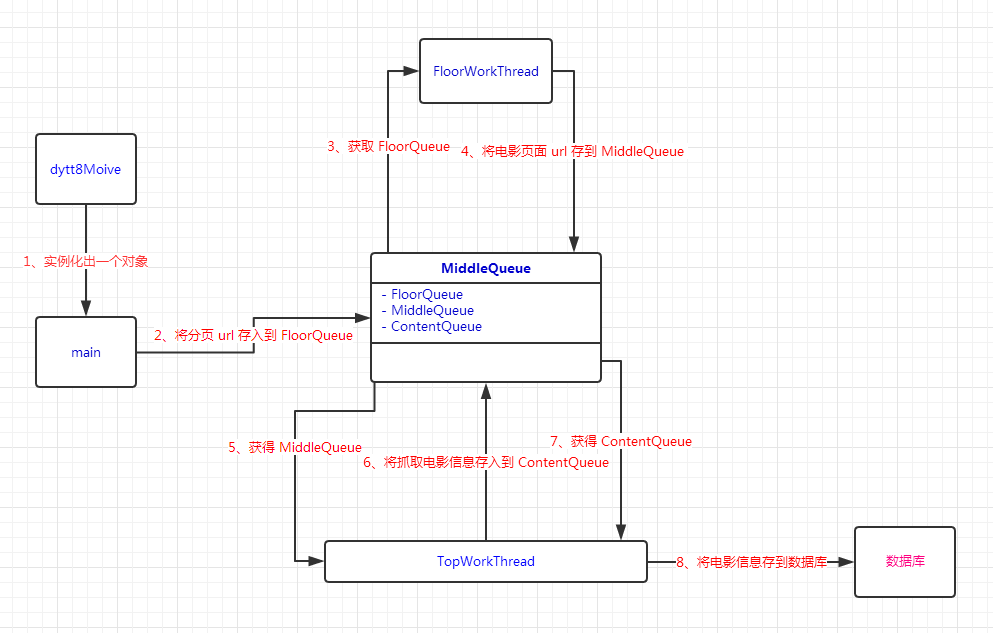 FloorWorkThread
3、获取 FloorQueue
4、将电影页面 url 存到 MiddleQueue
dytt8Moive
1、实例化出一个对象
MiddleQueue
- FloorQueue
- MiddleQueue
- ContentQueue
2、将分页 url 存入到 FloorQueue
main
5、获得 MiddleQueue
7、获得 ContentQueue
6、将抓取电影信息存入到 ContentQueue
TopWorkThread
8、将电影信息存到数据库
数据库